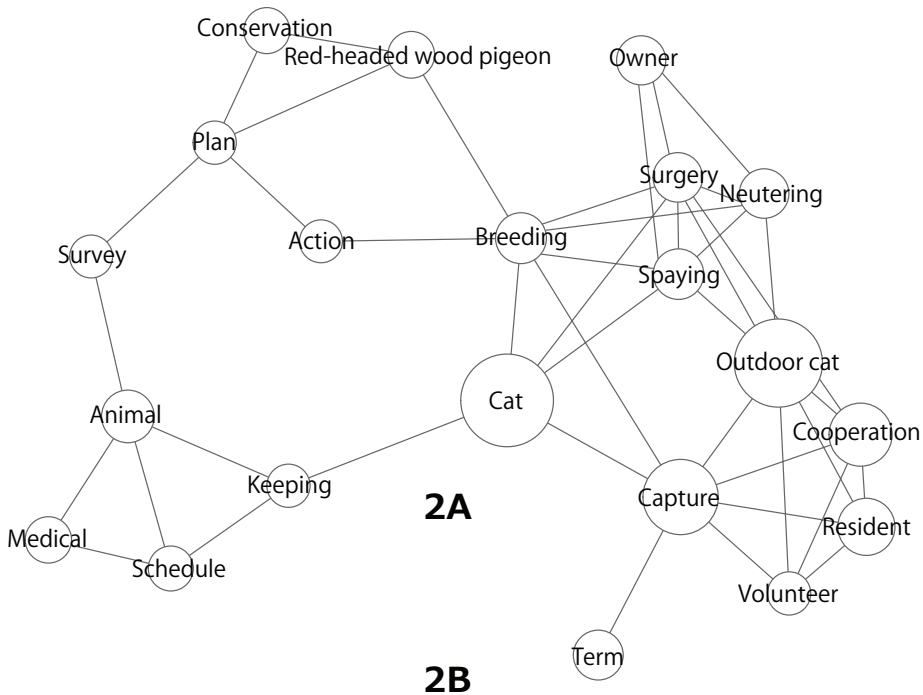 Conservation
Red-headed wood pigeon
Owner
Plan
Surgery
Neutering
Survey
Action
Breeding
Spaying
Outdoor cat
Cat
Animal
Cooperation
Keeping
Capture
2A
Medical
Schedule
Resident
Volunteer
Term
2B